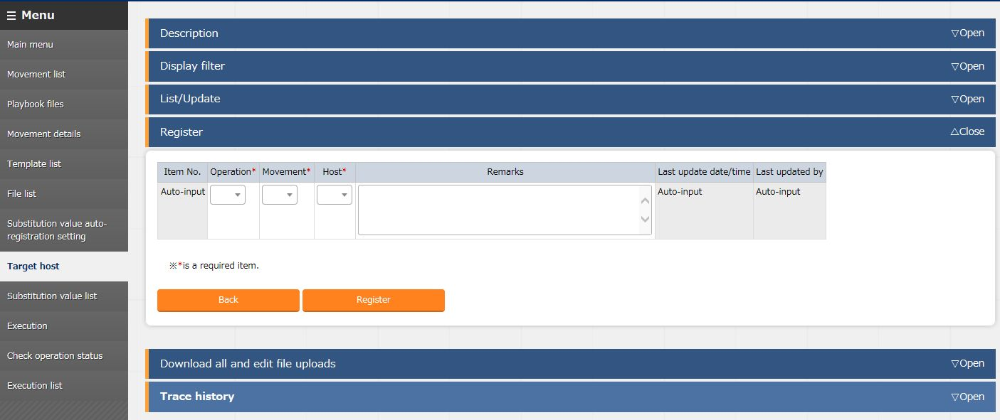 ☰ Menu
Main menu
Movement list
Playbook files
Movement details
Template list
File list
Substitution value auto-
registration setting
Target host
Substitution value list
Execution
Check operation status
Execution list
Description ▽Open
Display filter ▽Open
List/Update ▽Open
Register △Close
Item No. Operation* Movement* Host* Remarks Last update date/time Last updated by
Auto-input Auto-input Auto-input
※*is a required item.
Back Register
Download all and edit file uploads ▽Open
Trace history ▽Open